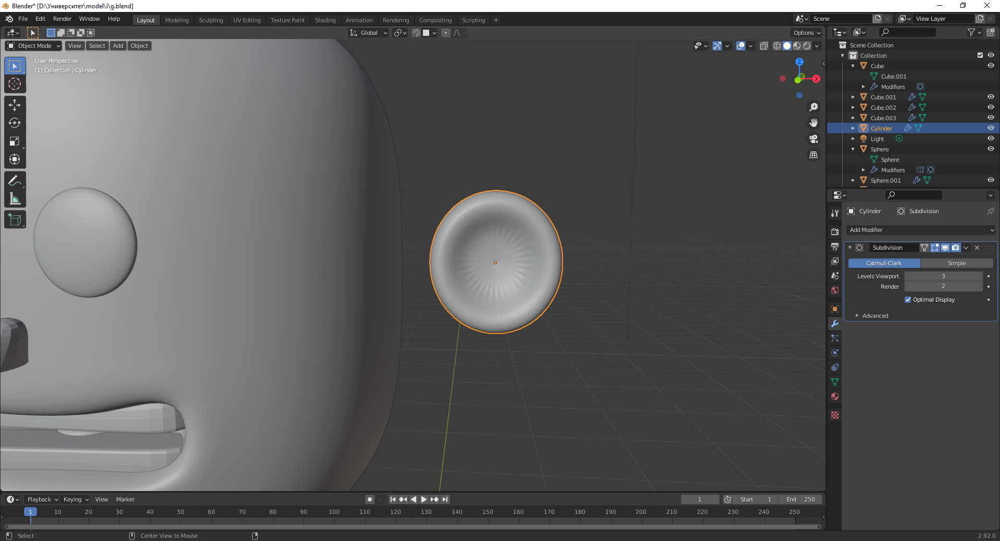 Blender* [D:\Университет\model\i\g.blend]
File Edit Render Window Help Layout Modeling Sculpting UV Editing Texture Paint Shading Animation Rendering Compositing Scripting + Scene View Layer
Global Options
Object Mode View Select Add Object
User Perspective
(1) Collection | Cylinder
Z
Y
X
Scene Collection
Collection
Cube
Cube.001
Modifiers
Cube.001
Cube.002
Cube.003
Cylinder
Light
Sphere
Sphere
Modifiers
Sphere.001
Cylinder Subdivision
Add Modifier
Subdivision
Catmull-Clark Simple
Levels Viewport 3
Render 2
Optimal Display
Advanced
Playback Keying View Marker 1 Start 1 End 250
1 10 20 30 40 50 60 70 80 90 100 110 120 130 140 150 160 170 180 190 200 210 220 230 240 250
Select Center View to Mouse 2.92.0